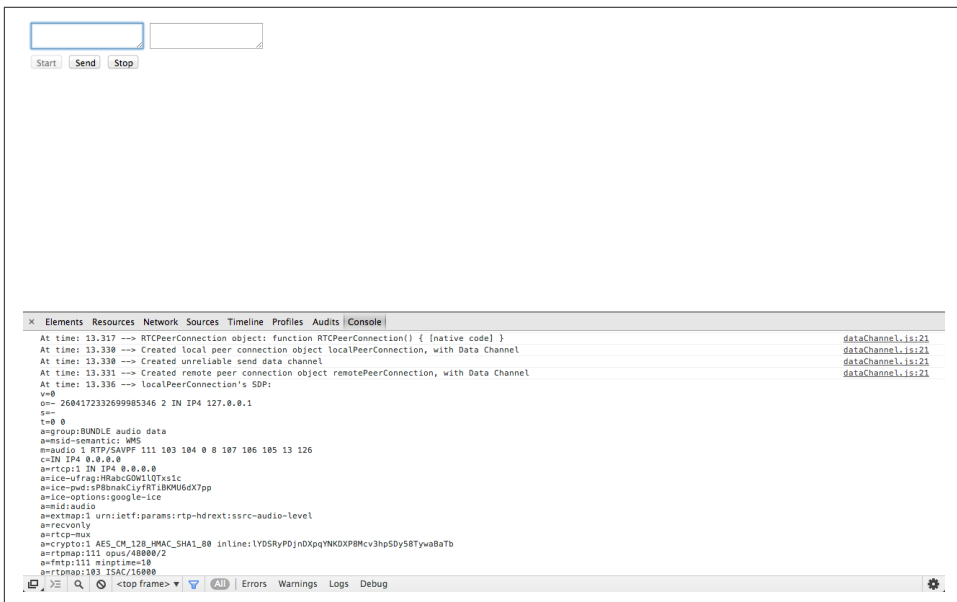 Start Send Stop
× Elements Resources Network Sources Timeline Profiles Audits Console
At time: 13.317 --> RTCPeerConnection object: function RTCPeerConnection() { [native code] } dataChannel.js:21
At time: 13.330 --> Created local peer connection object localPeerConnection, with Data Channel dataChannel.js:21
At time: 13.330 --> Created unreliable send data channel dataChannel.js:21
At time: 13.331 --> Created remote peer connection object remotePeerConnection, with Data Channel dataChannel.js:21
At time: 13.336 --> localPeerConnection's SDP:
v=0
o=- 2604172332699985346 2 IN IP4 127.0.0.1
s=-
t=0 0
a=group:BUNDLE audio data
a=msid-semantic: WMS
m=audio 1 RTP/SAVPF 111 103 104 0 8 107 106 105 13 126
c=IN IP4 0.0.0.0
a=rtcp:1 IN IP4 0.0.0.0
a=ice-ufrag:HRabcGOW1lQTxs1c
a=ice-pwd:sP8bnakCiyfRTiBKMU6dX7pp
a=ice-options:google-ice
a=mid:audio
a=extmap:1 urn:ietf:params:rtp-hdrext:ssrc-audio-level
a=recvonly
a=rtcp-mux
a=crypto:1 AES_CM_128_HMAC_SHA1_80 inline:lYDSRyPDjnDXpqYNKDXP8Mcv3hpSDy58TywaBaTb
a=rtpmap:111 opus/48000/2
a=fmtp:111 minptime=10
a=rtpmap:103 ISAC/16000
<top frame> ▼ All Errors Warnings Logs Debug